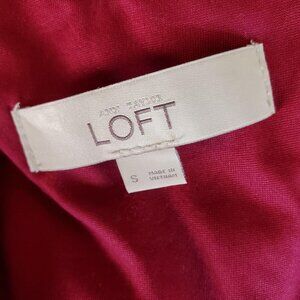 ANN TAYLOR
LOFT
S
MADE IN
VIETNAM